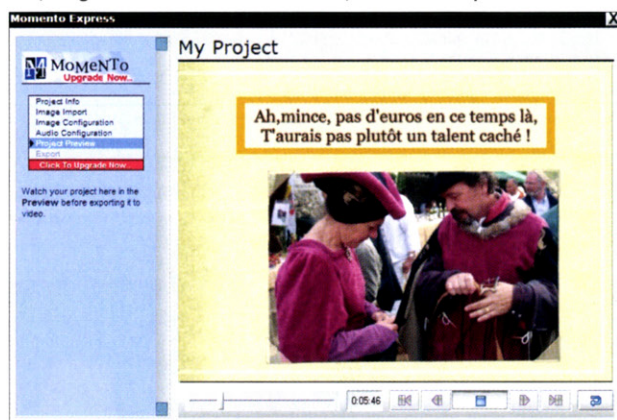 Momento Express
X
My Project
MoMeNTo
Upgrade Now...
Project Info
Image Import
Image Configuration
Audio Configuration
Project Preview
Export
Click To Upgrade Now...
Watch your project here in the
Preview before exporting it to
video.
Ah,mince, pas d'euros en ce temps là,
T'aurais pas plutôt un talent caché !
0:05:46